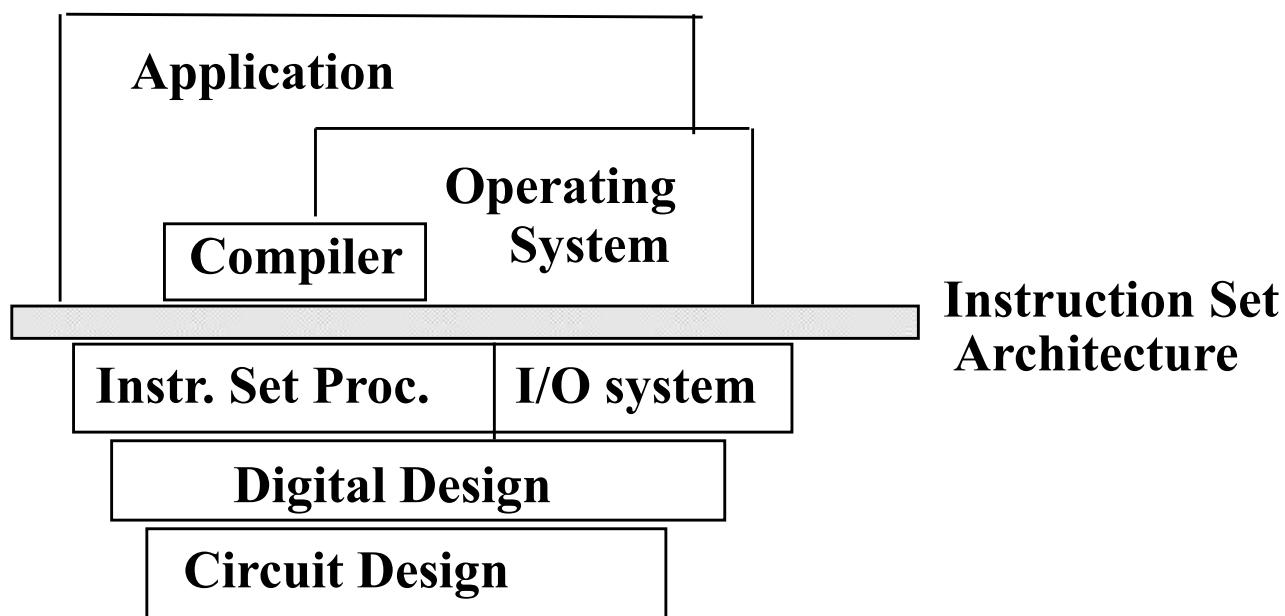 Application
Operating
System
Compiler
Instruction Set
Architecture
Instr. Set Proc.
I/O system
Digital Design
Circuit Design